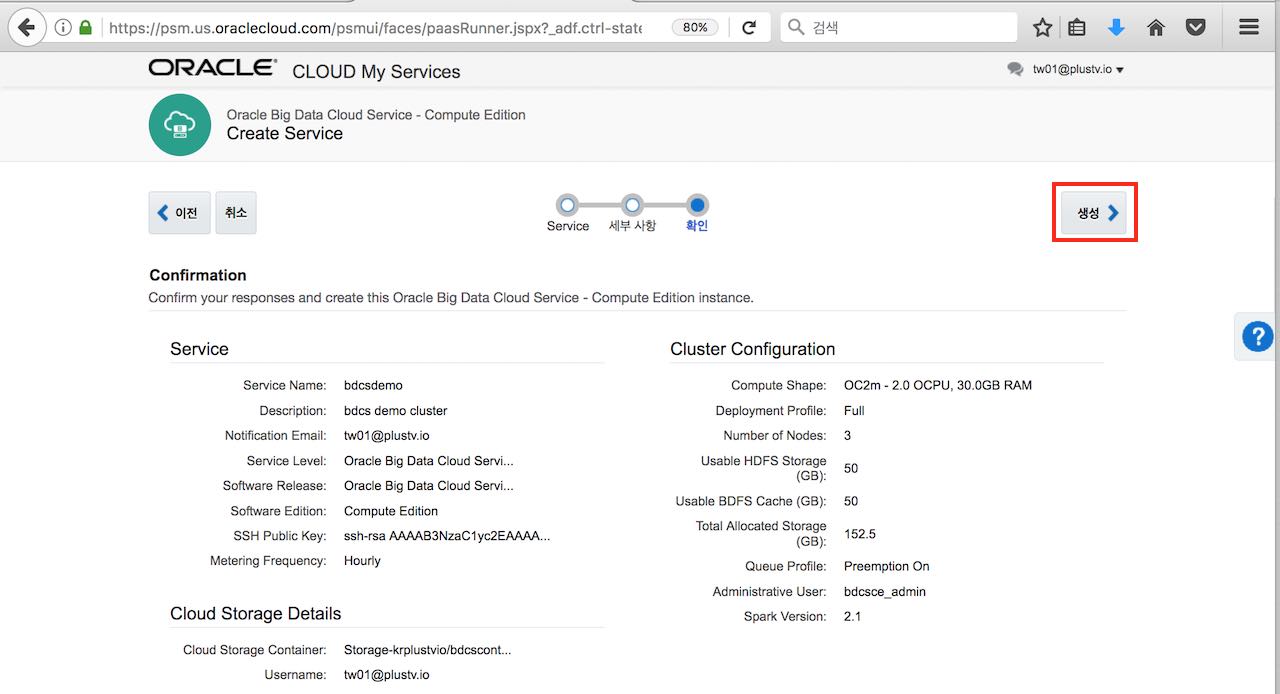 https://psm.us.oraclecloud.com/psmui/faces/paasRunner.jspx?_adf.ctrl-state
80%
검색
ORACLE CLOUD My Services
tw01@plustv.io
Oracle Big Data Cloud Service - Compute Edition
Create Service
이전
취소
Service
세부 사항
확인
생성
Confirmation
Confirm your responses and create this Oracle Big Data Cloud Service - Compute Edition instance.
Service
Service Name: bdcsdemo
Description: bdcs demo cluster
Notification Email: tw01@plustv.io
Service Level: Oracle Big Data Cloud Servi...
Software Release: Oracle Big Data Cloud Servi...
Software Edition: Compute Edition
SSH Public Key: ssh-rsa AAAAB3NzaC1yc2EAAAA...
Metering Frequency: Hourly
Cloud Storage Details
Cloud Storage Container: Storage-krplustvio/bdcscont...
Username: tw01@plustv.io
Cluster Configuration
Compute Shape: OC2m - 2.0 OCPU, 30.0GB RAM
Deployment Profile: Full
Number of Nodes: 3
Usable HDFS Storage
(GB): 50
Usable BDFS Cache (GB): 50
Total Allocated Storage
(GB): 152.5
Queue Profile: Preemption On
Administrative User: bdcsce_admin
Spark Version: 2.1
?